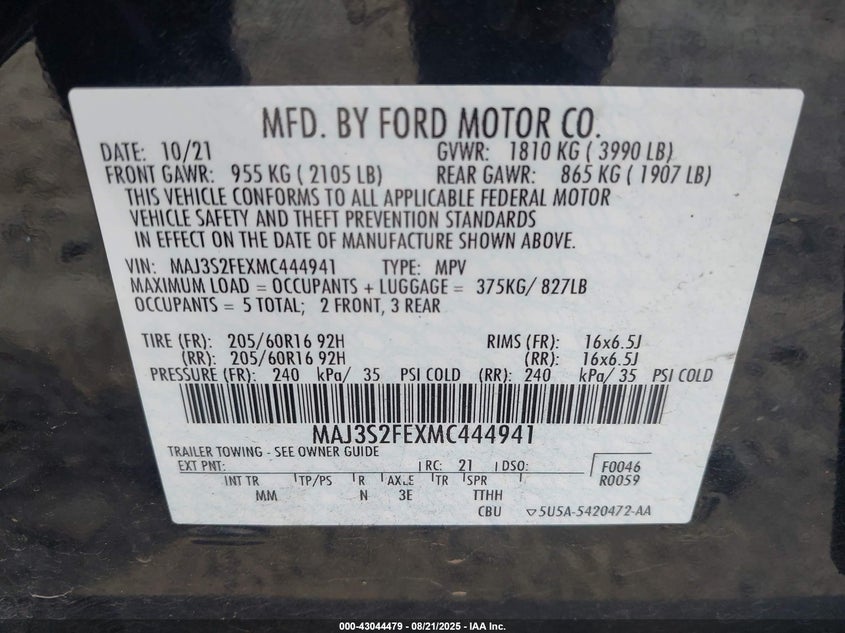 MFD. BY FORD MOTOR CO.
DATE: 10/21 GVWR: 1810 KG ( 3990 LB)
FRONT GAWR: 955 KG ( 2105 LB) REAR GAWR: 865 KG ( 1907 LB)
THIS VEHICLE CONFORMS TO ALL APPLICABLE FEDERAL MOTOR
VEHICLE SAFETY AND THEFT PREVENTION STANDARDS
IN EFFECT ON THE DATE OF MANUFACTURE SHOWN ABOVE.
VIN: MAJ3S2FEXMC444941 TYPE: MPV
MAXIMUM LOAD = OCCUPANTS + LUGGAGE = 375KG/ 827LB
OCCUPANTS = 5 TOTAL; 2 FRONT, 3 REAR
TIRE (FR): 205/60R16 92H RIMS (FR): 16x6.5J
(RR): 205/60R16 92H (RR): 16x6.5J
PRESSURE (FR): 240 kPa/ 35 PSI COLD (RR): 240 kPa/ 35 PSI COLD
MAJ3S2FEXMC444941
TRAILER TOWING - SEE OWNER GUIDE
EXT PNT: RC: 21 DSO: F0046
INT TR TP/PS R AXLE TR SPR R0059
MM N 3E TTHH
CBU ▽5U5A-5420472-AA
000-43044479 - 08/21/2025 - IAA Inc.